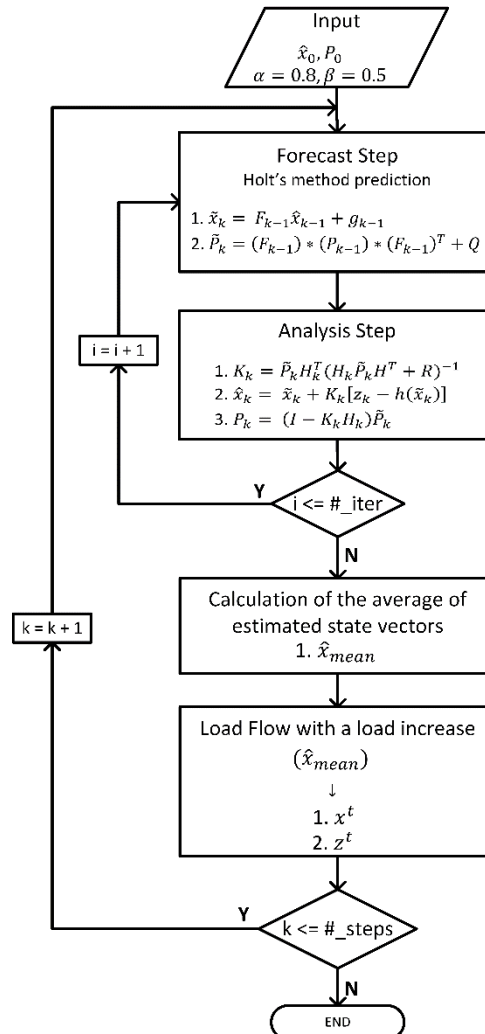 Input
x̂₀, P₀
α = 0.8, β = 0.5
Forecast Step
Holt's method prediction
1. x̃ₖ = Fₖ₋₁x̂ₖ₋₁ + gₖ₋₁
2. P̃ₖ = (Fₖ₋₁) ∗ (Pₖ₋₁) ∗ (Fₖ₋₁)ᵀ + Q
i = i + 1
Analysis Step
1. Kₖ = P̃ₖHₖᵀ(HₖP̃ₖHᵀ + R)⁻¹
2. x̂ₖ = x̃ₖ + Kₖ[zₖ − h(x̃ₖ)]
3. Pₖ = (I − KₖHₖ)P̃ₖ
Y
i <= #_iter
N
Calculation of the average of
estimated state vectors
1. x̂_mean
k = k + 1
Load Flow with a load increase
(x̂_mean)
↓
1. xᵗ
2. zᵗ
Y
k <= #_steps
N
END